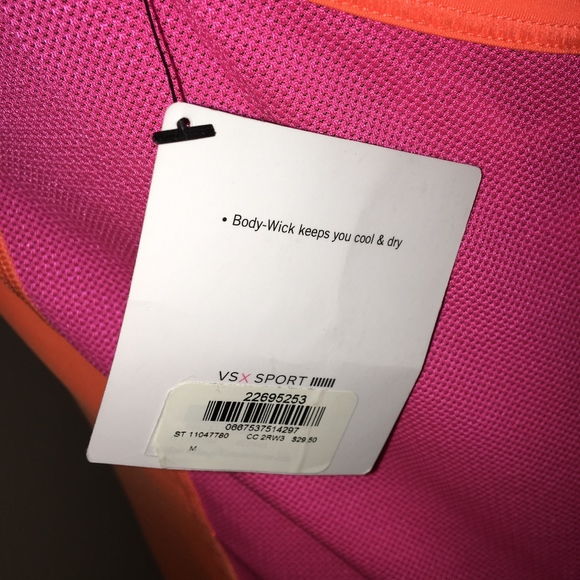 • Body-Wick keeps you cool & dry
VSX SPORT
22695253
0667537514297
ST 11047780 CC 2RW3 $29.50
M